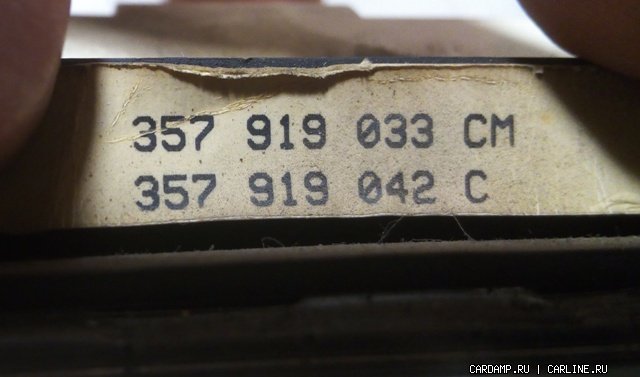 357 919 033 CM
357 919 042 C
CARDAMP.RU | CARLINE.RU